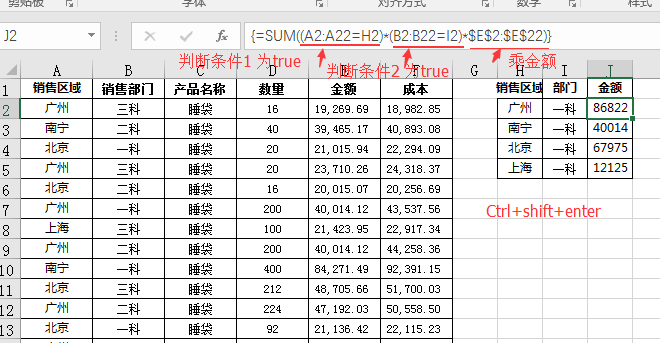 剪贴板 字体 对齐方式 数字 样式
J2 {=SUM((A2:A22=H2)*(B2:B22=I2)*$E$2:$E$22)}
判断条件1 为true 判断条件2 为true 乘金额
A B C D E F G H I J
1 销售区域 销售部门 产品名称 数量 金额 成本 销售区域 部门 金额
2 广州 三科 睡袋 16 19,269.69 18,982.85 广州 一科 86822
3 南宁 二科 睡袋 40 39,465.17 40,893.08 南宁 一科 40014
4 北京 一科 睡袋 20 21,015.94 22,294.09 北京 一科 67975
5 广州 三科 睡袋 20 23,710.26 24,318.37 上海 一科 12125
6 北京 二科 睡袋 16 20,015.07 20,256.69
7 广州 一科 睡袋 200 40,014.12 43,537.56
Ctrl+shift+enter
8 上海 三科 睡袋 100 21,423.95 22,917.34
9 广州 二科 睡袋 200 40,014.12 44,258.36
10 南宁 一科 睡袋 400 84,271.49 92,391.15
11 北京 三科 睡袋 212 48,705.66 51,700.03
12 广州 二科 睡袋 224 47,192.03 50,558.50
13 北京 一科 睡袋 92 21,136.42 22,115.23